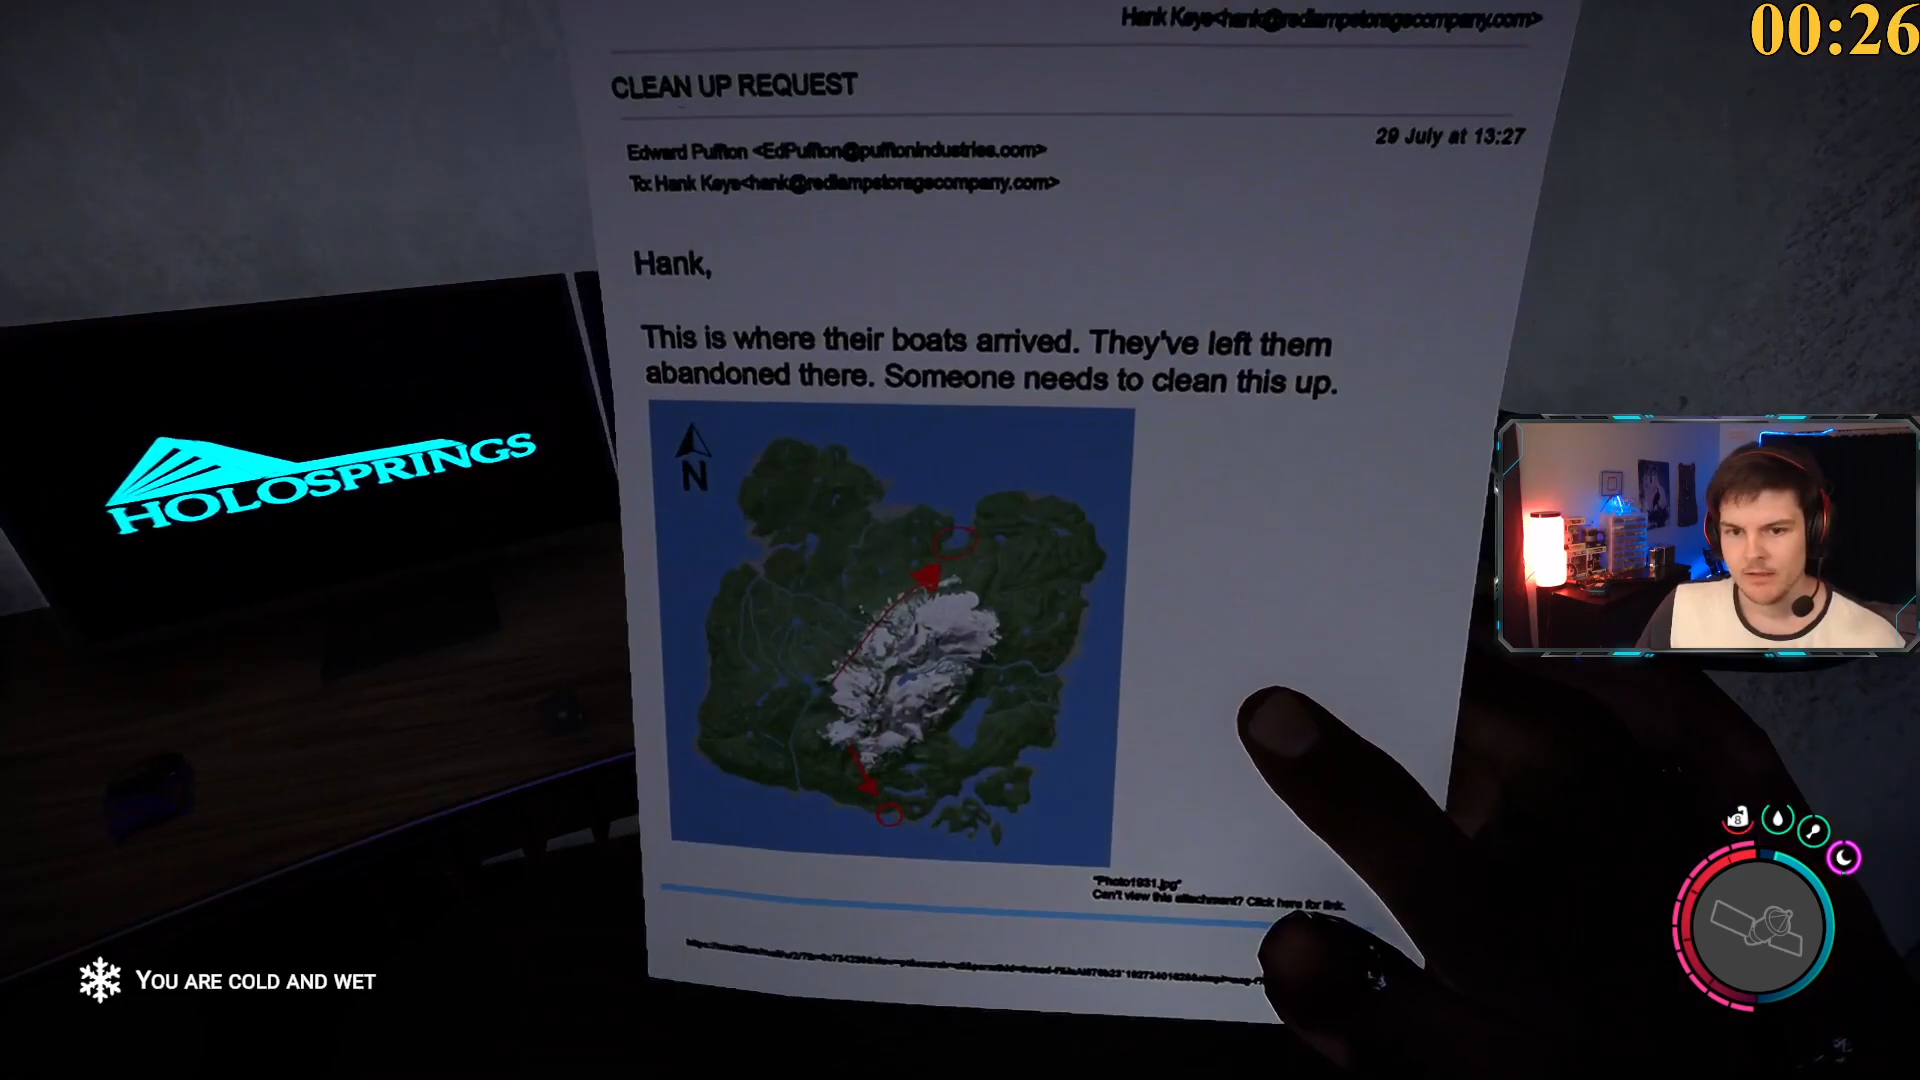 00:26
Hank Keye<hank@redlampstoragecompany.com>
CLEAN UP REQUEST
29 July at 13:27
Edward Puffton <EdPuffton@pufftonindustries.com>
To: Hank Keye<hank@redlampstoragecompany.com>
Hank,
This is where their boats arrived. They've left them
abandoned there. Someone needs to clean this up.
HOLOSPRINGS
N
"Photo1931.jpg"
Can't view this attachment? Click here for link.
8
YOU ARE COLD AND WET